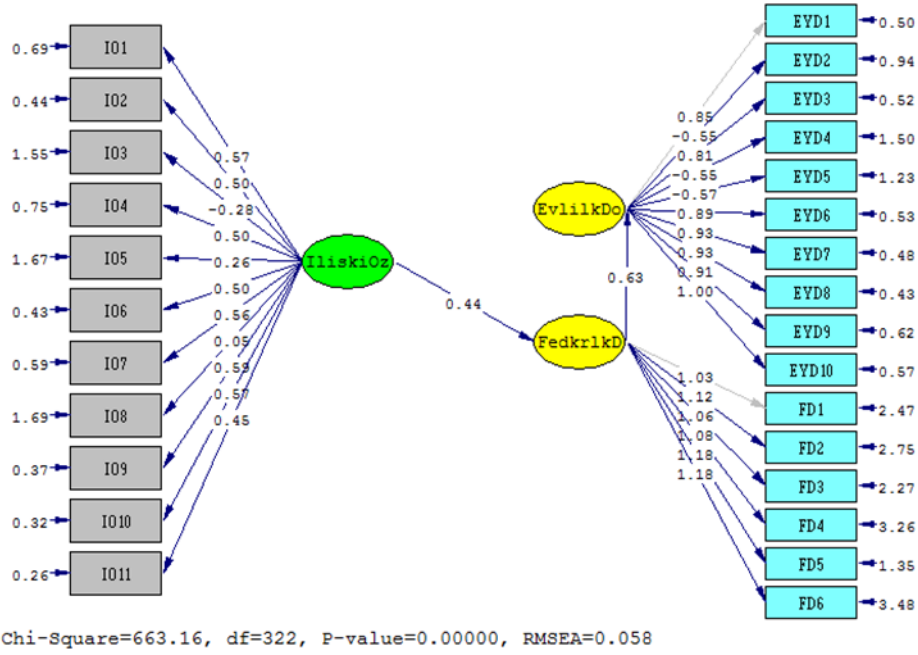 0.69 IO1
0.44 IO2
1.55 IO3
0.75 IO4
1.67 IO5
0.43 IO6
0.59 IO7
1.69 IO8
0.37 IO9
0.32 IO10
0.26 IO11
0.57
0.50
-0.28
0.50
0.26
0.50
0.56
0.05
0.59
0.57
0.45
IliskiOz
0.44
EvlilkDo
0.63
FedkrlkD
0.85
-0.55
0.81
-0.55
-0.57
0.89
0.93
0.93
0.91
1.00
1.03
1.12
1.06
1.08
1.18
1.18
EYD1 0.50
EYD2 0.94
EYD3 0.52
EYD4 1.50
EYD5 1.23
EYD6 0.53
EYD7 0.48
EYD8 0.43
EYD9 0.62
EYD10 0.57
FD1 2.47
FD2 2.75
FD3 2.27
FD4 3.26
FD5 1.35
FD6 3.48
Chi-Square=663.16, df=322, P-value=0.00000, RMSEA=0.058